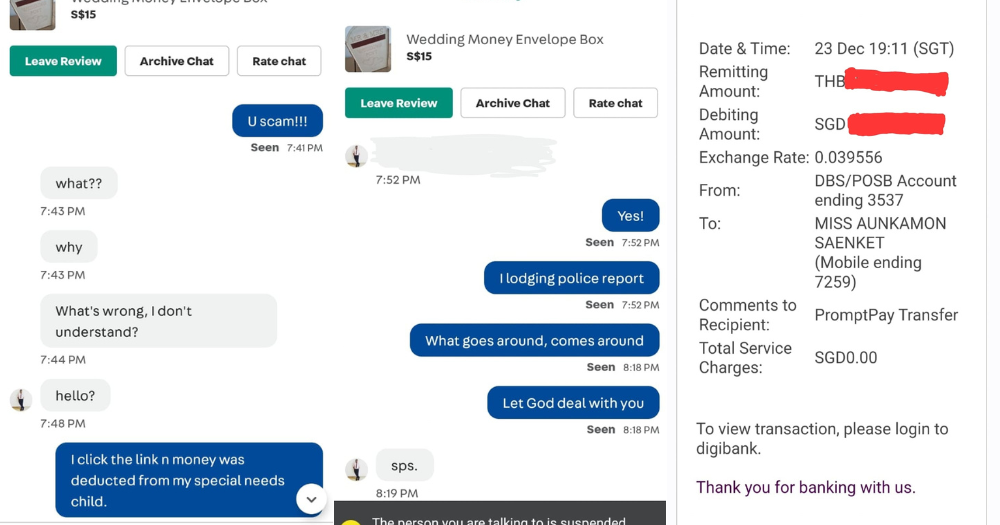 Wedding Money Envelope Box
S$15
Leave Review
Archive Chat
Rate chat
U scam!!!
Seen 7:41 PM
what??
7:43 PM
why
7:43 PM
What's wrong, I don't
understand?
7:44 PM
hello?
7:48 PM
I click the link n money was
deducted from my special needs
child.
Wedding Money Envelope Box
S$15
Leave Review
Archive Chat
Rate chat
7:52 PM
Yes!
Seen 7:52 PM
I lodging police report
Seen 7:52 PM
What goes around, comes around
Seen 8:18 PM
Let God deal with you
Seen 8:18 PM
sps.
8:19 PM
The person you are talking to is suspended
Date & Time: 23 Dec 19:11 (SGT)
Remitting
Amount: THB
Debiting
Amount: SGD
Exchange Rate: 0.039556
From: DBS/POSB Account
ending 3537
To: MISS AUNKAMON
SAENKET
(Mobile ending
7259)
Comments to
Recipient: PromptPay Transfer
Total Service
Charges: SGD0.00
To view transaction, please login to
digibank.
Thank you for banking with us.